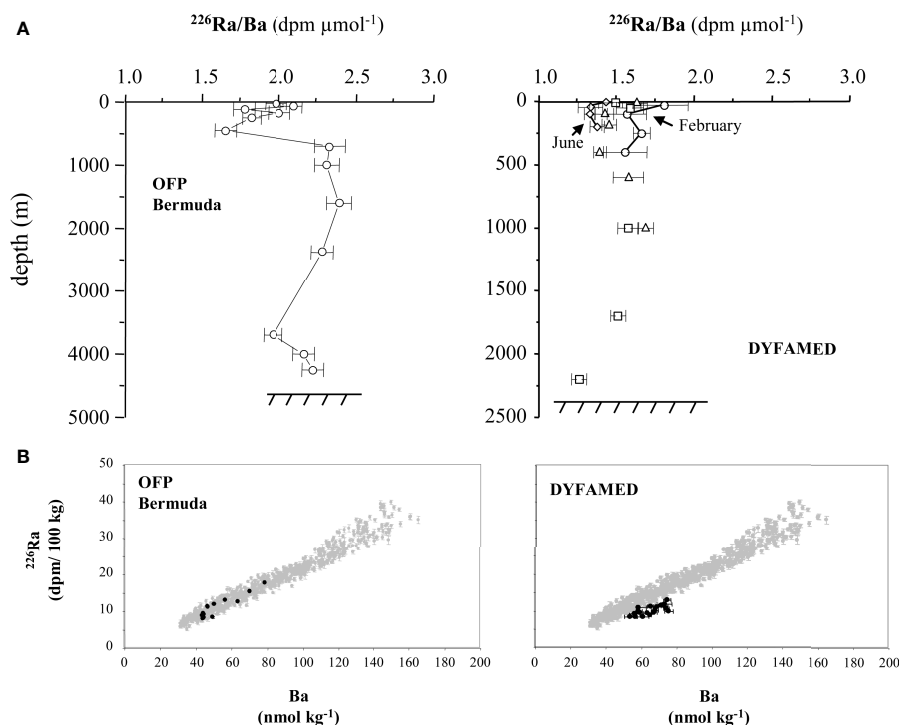 A
²²⁶Ra/Ba (dpm µmol⁻¹)
1.0 1.5 2.0 2.5 3.0
0
1000
2000
3000
4000
5000
depth (m)
OFP
Bermuda
²²⁶Ra/Ba (dpm µmol⁻¹)
1.0 1.5 2.0 2.5 3.0
0
500
1000
1500
2000
2500
June
February
DYFAMED
B
50
40
30
20
10
0
²²⁶Ra
(dpm/ 100 kg)
OFP
Bermuda
0 20 40 60 80 100 120 140 160 180 200
Ba
(nmol kg⁻¹)
DYFAMED
0 20 40 60 80 100 120 140 160 180 200
Ba
(nmol kg⁻¹)